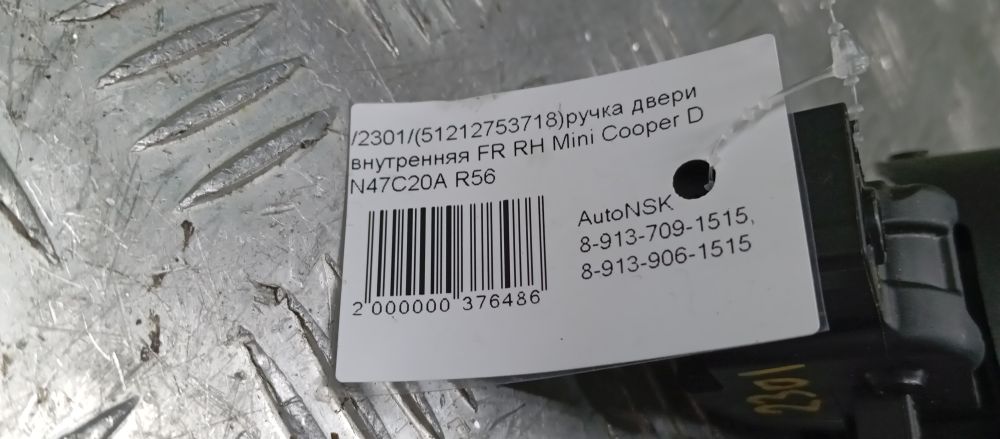 /2301/(51212753718)ручка двери
внутренняя FR RH Mini Cooper D
N47C20A R56
AutoNSK
8-913-709-1515,
8-913-906-1515
2 000000 376486
2301